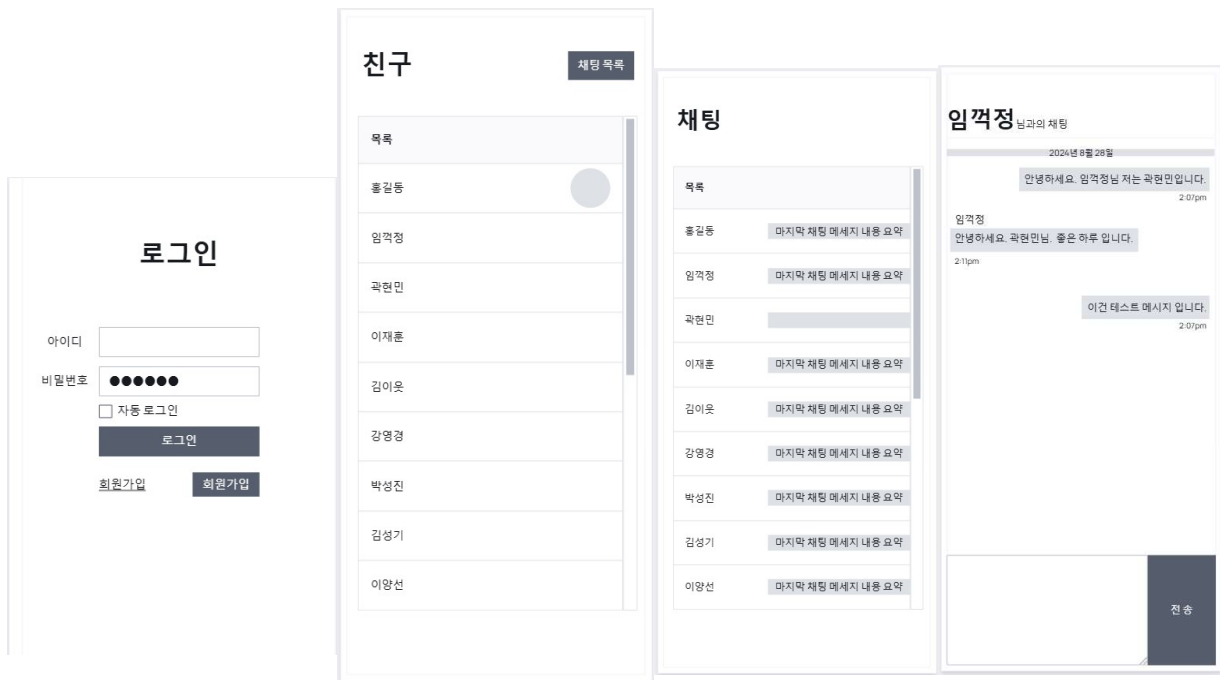 로그인
아이디
비밀번호 ●●●●●●
자동 로그인
로그인
회원가입 회원가입
친구 채팅 목록
목록
홍길동
임꺽정
곽현민
이재훈
김이웃
강영경
박성진
김성기
이양선
채팅
목록
홍길동 마지막 채팅 메세지 내용 요약
임꺽정 마지막 채팅 메세지 내용 요약
곽현민
이재훈 마지막 채팅 메세지 내용 요약
김이웃 마지막 채팅 메세지 내용 요약
강영경 마지막 채팅 메세지 내용 요약
박성진 마지막 채팅 메세지 내용 요약
김성기 마지막 채팅 메세지 내용 요약
이양선 마지막 채팅 메세지 내용 요약
임꺽정 님과의 채팅
2024년 8월 28일
안녕하세요. 임꺽정님 저는 곽현민입니다.
2:07pm
임꺽정
안녕하세요. 곽현민님. 좋은 하루 입니다.
2:11pm
이건 테스트 메시지 입니다.
2:07pm
전송